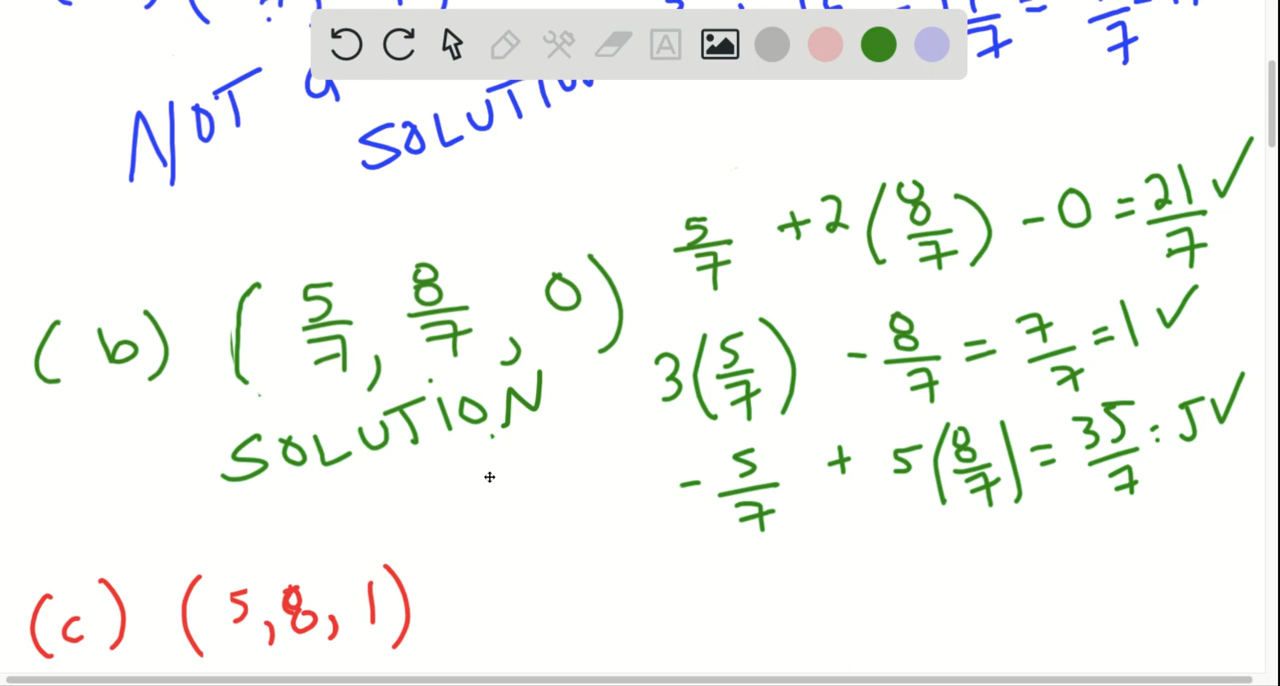 NOT a
SOLUTION
(b) (5/7, 8/7, 0)
SOLUTION
5/7 + 2(8/7) - 0 = 21/7 ✓
3(5/7) - 8/7 = 7/7 = 1 ✓
- 5/7 + 5(8/7) = 35/7 : 5 ✓
(c) (5, 8, 1)